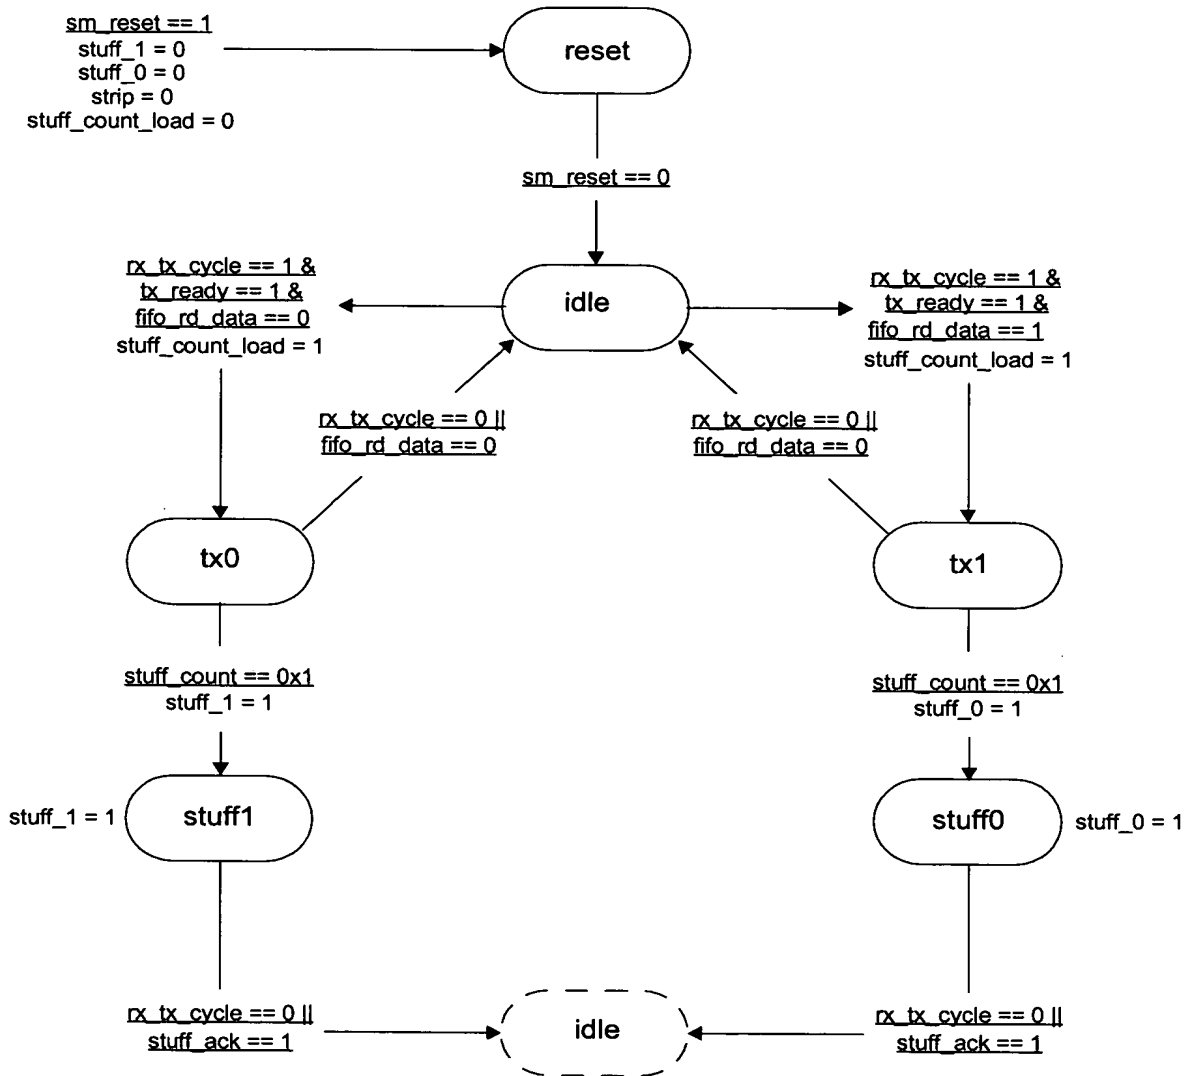 sm_reset == 1
stuff_1 = 0
stuff_0 = 0
strip = 0
stuff_count_load = 0
reset
sm_reset == 0
idle
rx_tx_cycle == 1 &
tx_ready == 1 &
fifo_rd_data == 0
stuff_count_load = 1
rx_tx_cycle == 1 &
tx_ready == 1 &
fifo_rd_data == 1
stuff_count_load = 1
rx_tx_cycle == 0 ||
fifo_rd_data == 0
rx_tx_cycle == 0 ||
fifo_rd_data == 0
tx0
tx1
stuff_count == 0x1
stuff_1 = 1
stuff_count == 0x1
stuff_0 = 1
stuff_1 = 1
stuff1
stuff0
stuff_0 = 1
rx_tx_cycle == 0 ||
stuff_ack == 1
idle
rx_tx_cycle == 0 ||
stuff_ack == 1